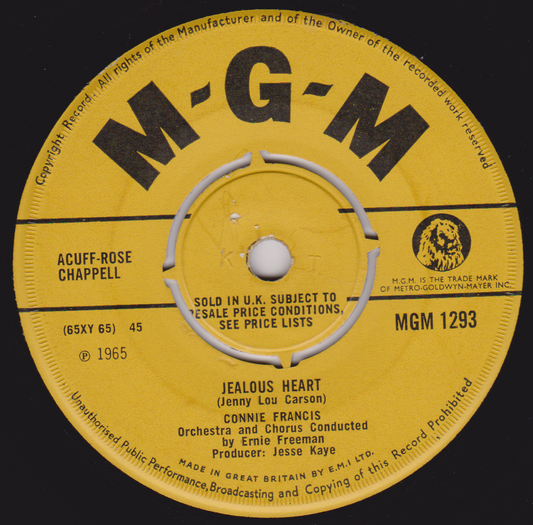 Copyright Record. All rights of the Manufacturer and of the Owner of the recorded work reserved
M-G-M
ACUFF-ROSE
CHAPPELL
M.G.M. IS THE TRADE MARK
OF METRO-GOLDWYN-MAYER INC.
K T
SOLD IN U.K. SUBJECT TO
RESALE PRICE CONDITIONS,
SEE PRICE LISTS
(65XY 65) 45
MGM 1293
℗ 1965
JEALOUS HEART
(Jenny Lou Carson)
CONNIE FRANCIS
Orchestra and Chorus Conducted
by Ernie Freeman
Producer: Jesse Kaye
MADE IN GREAT BRITAIN BY E.M.I LTD.
Unauthorised Public Performance, Broadcasting and Copying of this Record Prohibited